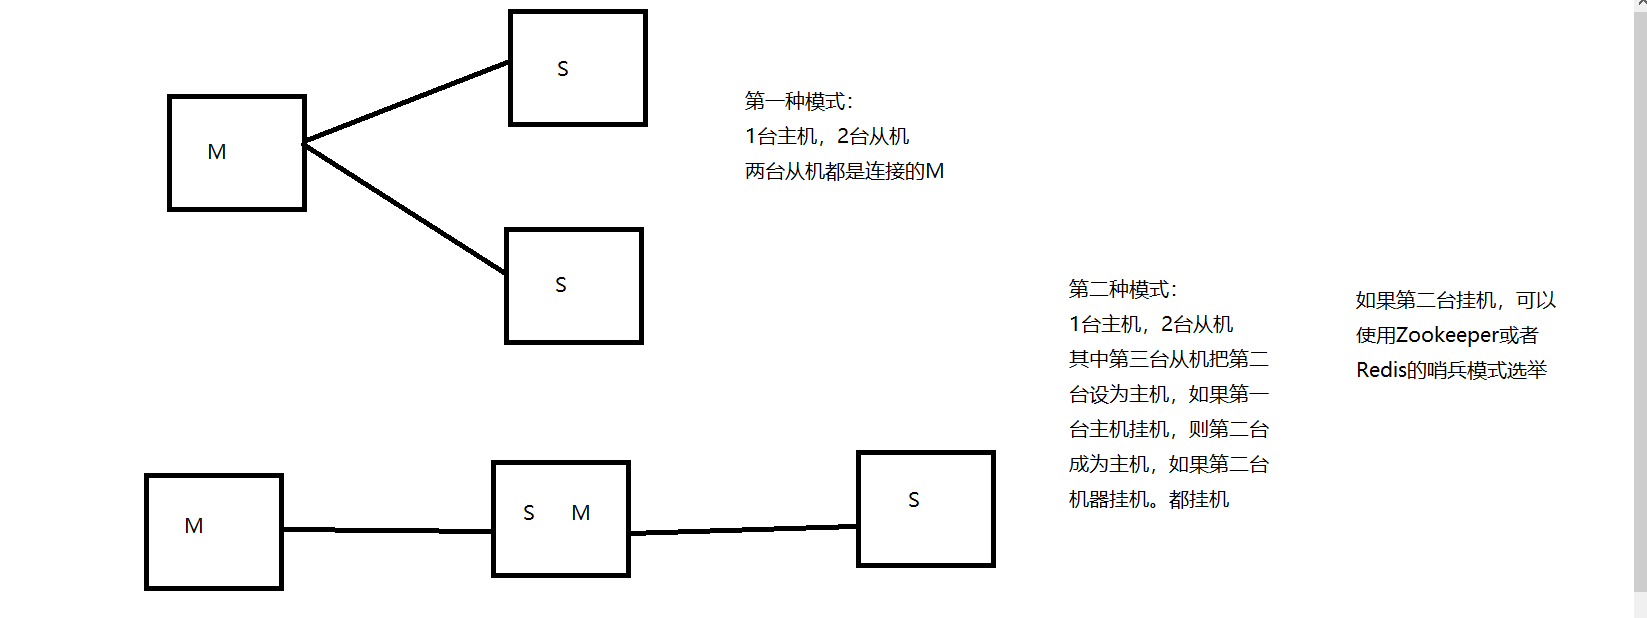 S
M
S
第一种模式：
1台主机，2台从机
两台从机都是连接的M
M
S M
S
第二种模式：
1台主机，2台从机
其中第三台从机把第二
台设为主机，如果第一
台主机挂机，则第二台
成为主机，如果第二台
机器挂机。都挂机
如果第二台挂机，可以
使用Zookeeper或者
Redis的哨兵模式选举